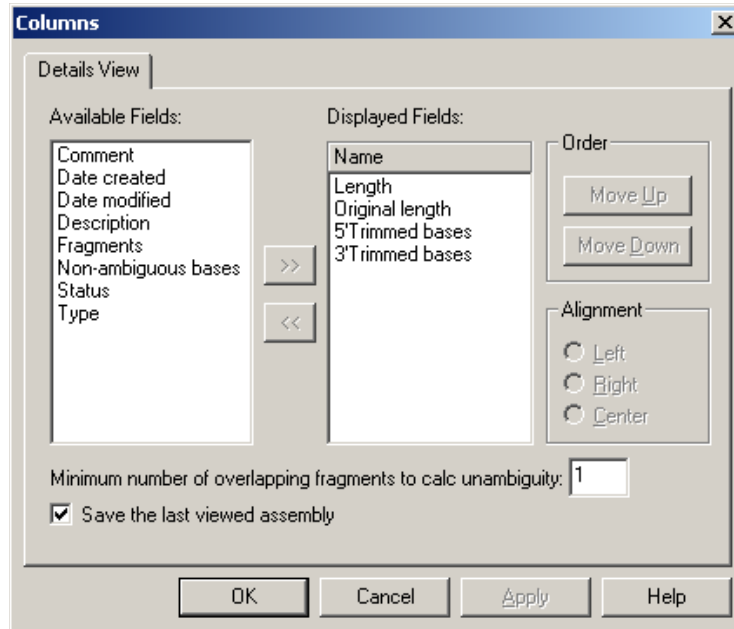 Columns
Details View
Available Fields:
Comment
Date created
Date modified
Description
Fragments
Non-ambiguous bases
Status
Type
>>
<<
Displayed Fields:
Name
Length
Original length
5'Trimmed bases
3'Trimmed bases
Order
Move Up
Move Down
Alignment
Left
Right
Center
Minimum number of overlapping fragments to calc unambiguity: 1
Save the last viewed assembly
OK Cancel Apply Help